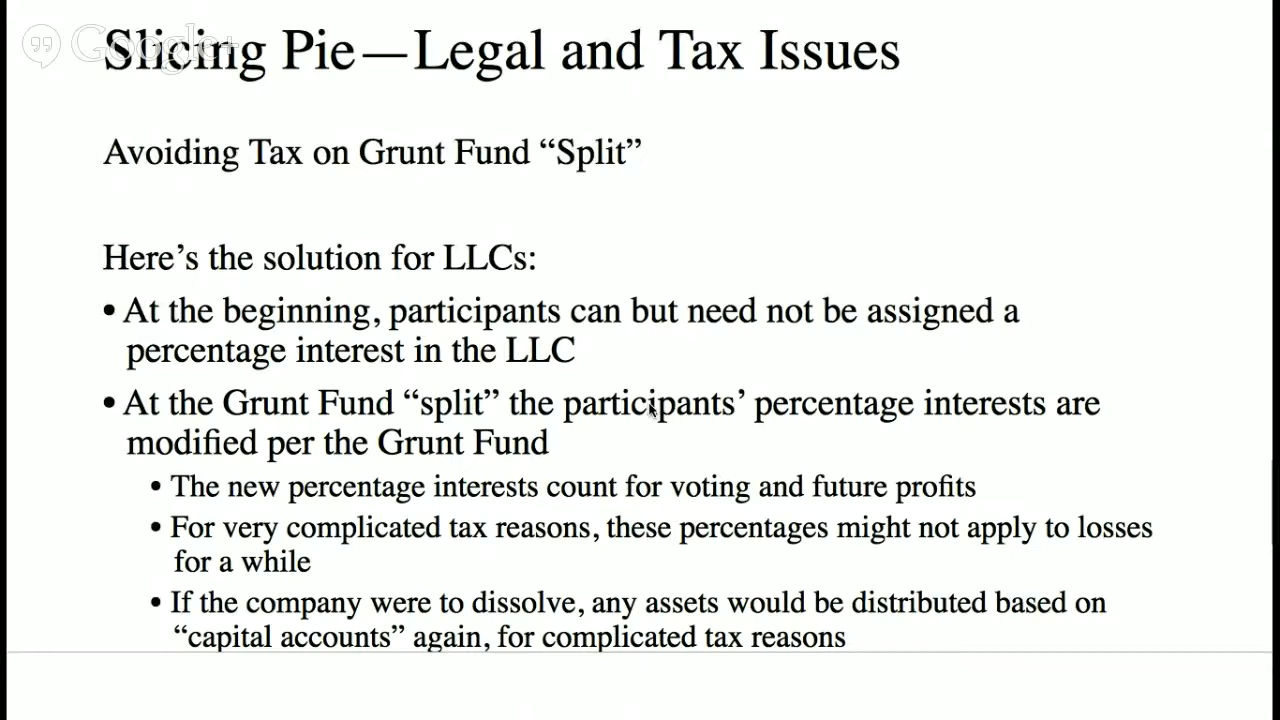 Google+
Slicing Pie—Legal and Tax Issues
Avoiding Tax on Grunt Fund “Split”
Here’s the solution for LLCs:
• At the beginning, participants can but need not be assigned a
percentage interest in the LLC
• At the Grunt Fund “split” the participants’ percentage interests are
modified per the Grunt Fund
• The new percentage interests count for voting and future profits
• For very complicated tax reasons, these percentages might not apply to losses
for a while
• If the company were to dissolve, any assets would be distributed based on
“capital accounts” again, for complicated tax reasons